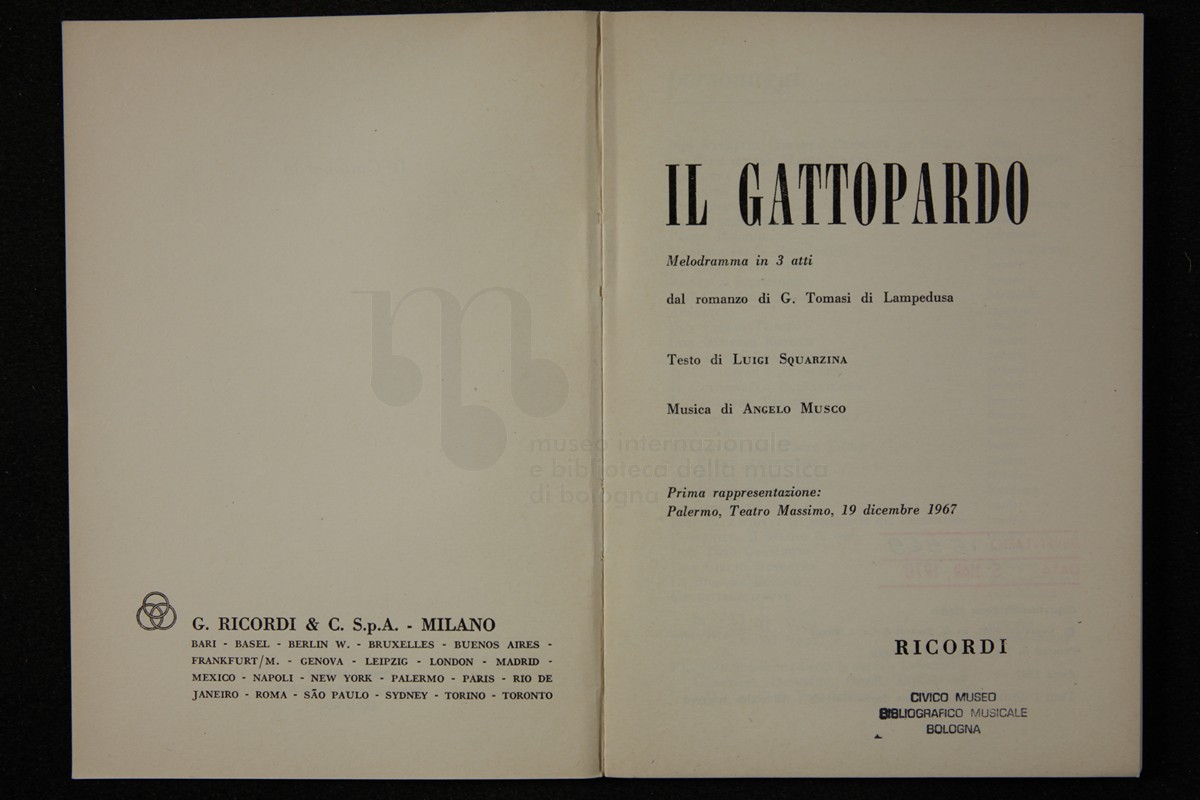 G. RICORDI & C. S.p.A. - MILANO
BARI - BASEL - BERLIN W. - BRUXELLES - BUENOS AIRES -
FRANKFURT/M. - GENOVA - LEIPZIG - LONDON - MADRID -
MEXICO - NAPOLI - NEW YORK - PALERMO - PARIS - RIO DE
JANEIRO - ROMA - SÃO PAULO - SYDNEY - TORINO - TORONTO
museo internazionale
e biblioteca della musica
di bologna
IL GATTOPARDO
Melodramma in 3 atti
dal romanzo di G. Tomasi di Lampedusa
Testo di LUIGI SQUARZINA
Musica di ANGELO MUSCO
Prima rappresentazione:
Palermo, Teatro Massimo, 19 dicembre 1967
RICORDI
CIVICO MUSEO
BIBLIOGRAFICO MUSICALE
BOLOGNA